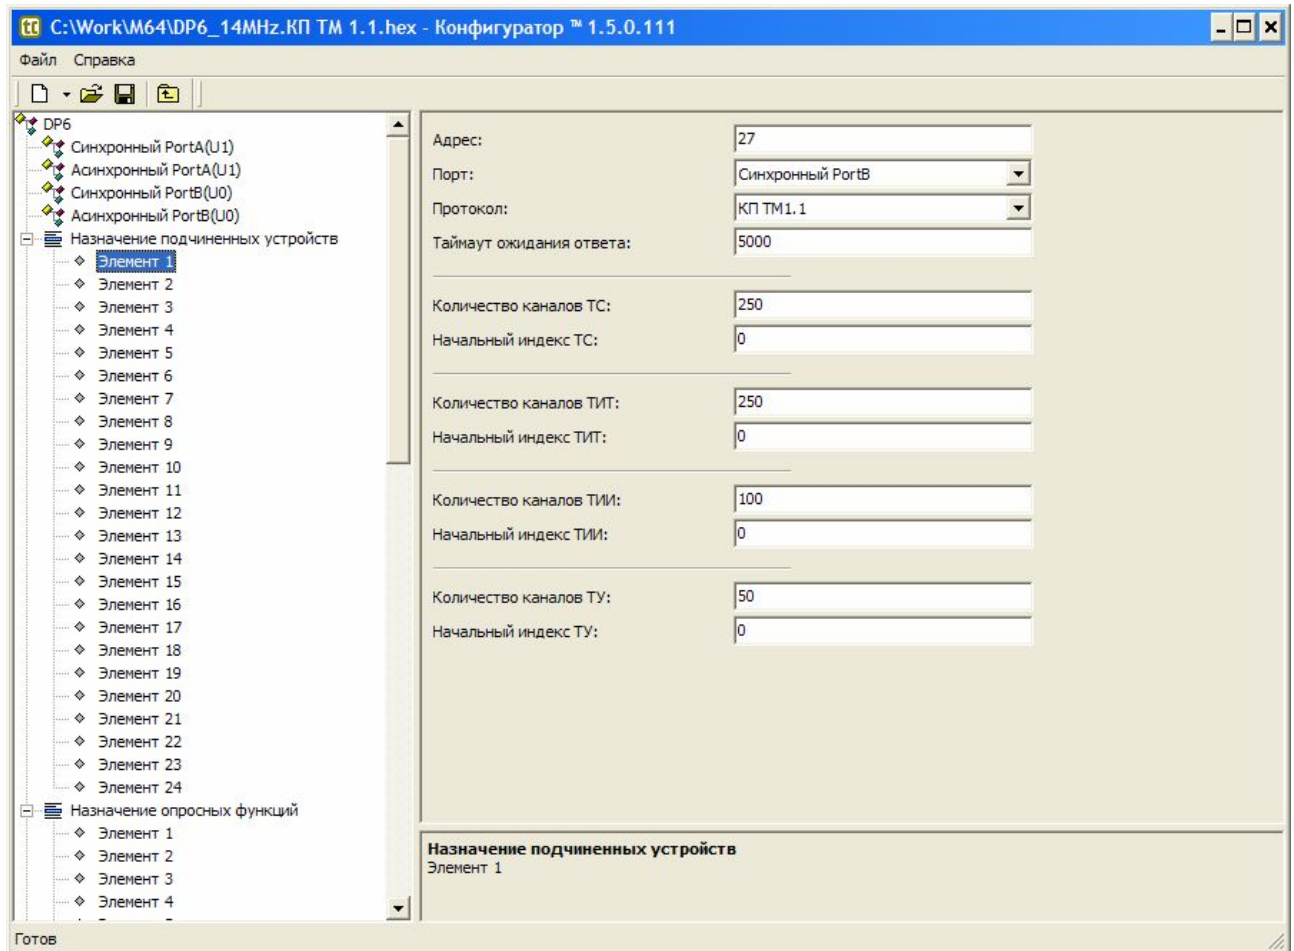 C:\Work\M64\DP6_14MHz.КП ТМ 1.1.hex - Конфигуратор ™ 1.5.0.111
Файл Справка
DP6
Синхронный PortA(U1)
Асинхронный PortA(U1)
Синхронный PortB(U0)
Асинхронный PortB(U0)
Назначение подчиненных устройств
Элемент 1
Элемент 2
Элемент 3
Элемент 4
Элемент 5
Элемент 6
Элемент 7
Элемент 8
Элемент 9
Элемент 10
Элемент 11
Элемент 12
Элемент 13
Элемент 14
Элемент 15
Элемент 16
Элемент 17
Элемент 18
Элемент 19
Элемент 20
Элемент 21
Элемент 22
Элемент 23
Элемент 24
Назначение опросных функций
Элемент 1
Элемент 2
Элемент 3
Элемент 4
Адрес: 27
Порт: Синхронный PortB
Протокол: КП ТМ1.1
Таймаут ожидания ответа: 5000
Количество каналов ТС: 250
Начальный индекс ТС: 0
Количество каналов ТИТ: 250
Начальный индекс ТИТ: 0
Количество каналов ТИИ: 100
Начальный индекс ТИИ: 0
Количество каналов ТУ: 50
Начальный индекс ТУ: 0
Назначение подчиненных устройств
Элемент 1
Готов